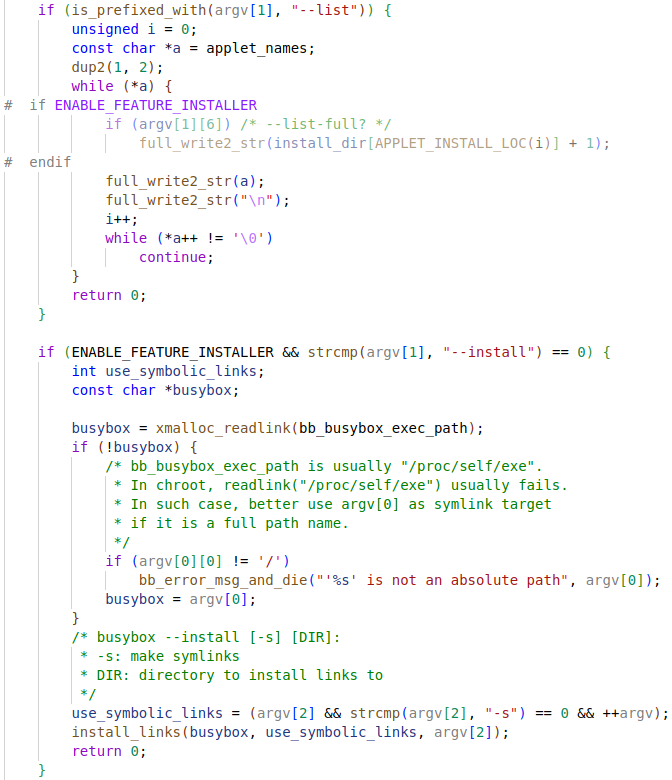 if (is_prefixed_with(argv[1], "--list")) {
        unsigned i = 0;
        const char *a = applet_names;
        dup2(1, 2);
        while (*a) {
#  if ENABLE_FEATURE_INSTALLER
            if (argv[1][6]) /* --list-full? */
                full_write2_str(install_dir[APPLET_INSTALL_LOC(i)] + 1);
#  endif
            full_write2_str(a);
            full_write2_str("\n");
            i++;
            while (*a++ != '\0')
                continue;
        }
        return 0;
    }

    if (ENABLE_FEATURE_INSTALLER && strcmp(argv[1], "--install") == 0) {
        int use_symbolic_links;
        const char *busybox;

        busybox = xmalloc_readlink(bb_busybox_exec_path);
        if (!busybox) {
            /* bb_busybox_exec_path is usually "/proc/self/exe".
             * In chroot, readlink("/proc/self/exe") usually fails.
             * In such case, better use argv[0] as symlink target
             * if it is a full path name.
             */
            if (argv[0][0] != '/')
                bb_error_msg_and_die("'%s' is not an absolute path", argv[0]);
            busybox = argv[0];
        }
        /* busybox --install [-s] [DIR]:
         * -s: make symlinks
         * DIR: directory to install links to
         */
        use_symbolic_links = (argv[2] && strcmp(argv[2], "-s") == 0 && ++argv);
        install_links(busybox, use_symbolic_links, argv[2]);
        return 0;
    }